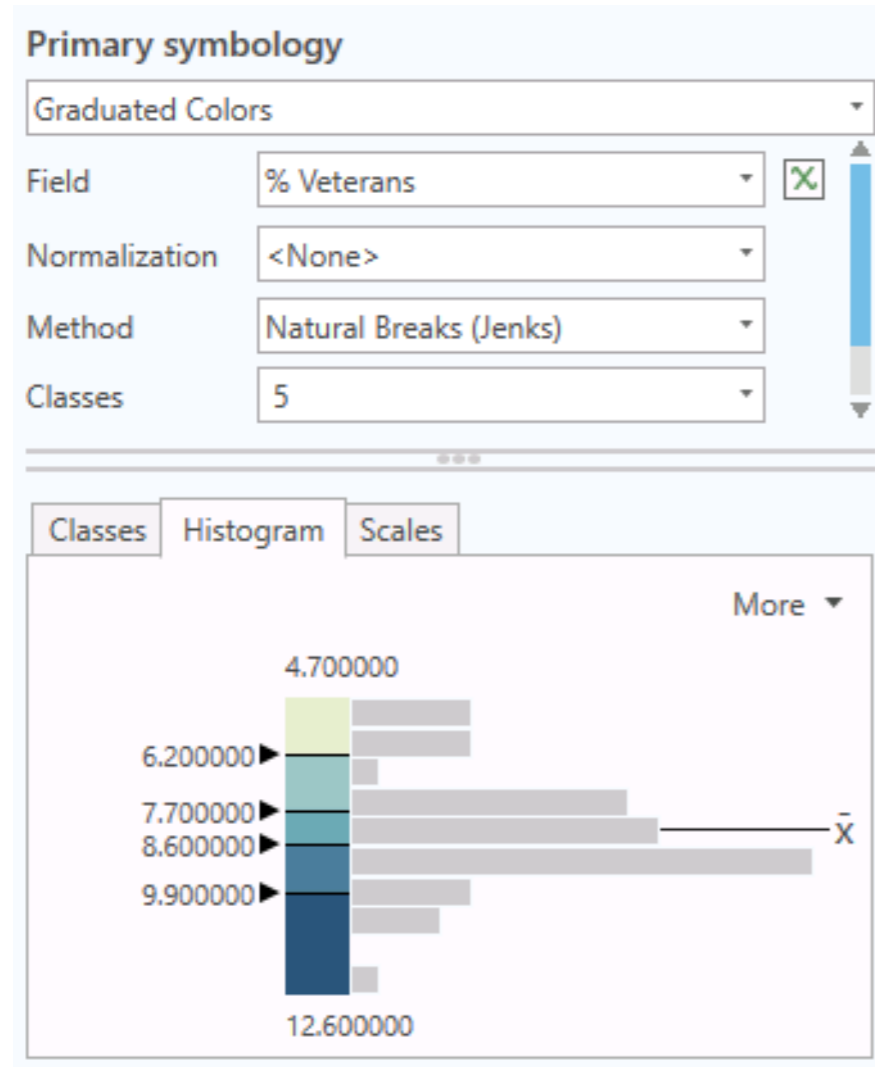 Primary symbology
Graduated Colors
Field % Veterans
Normalization <None>
Method Natural Breaks (Jenks)
Classes 5
Classes Histogram Scales
More
4.700000
6.200000
7.700000
x̄
8.600000
9.900000
12.600000